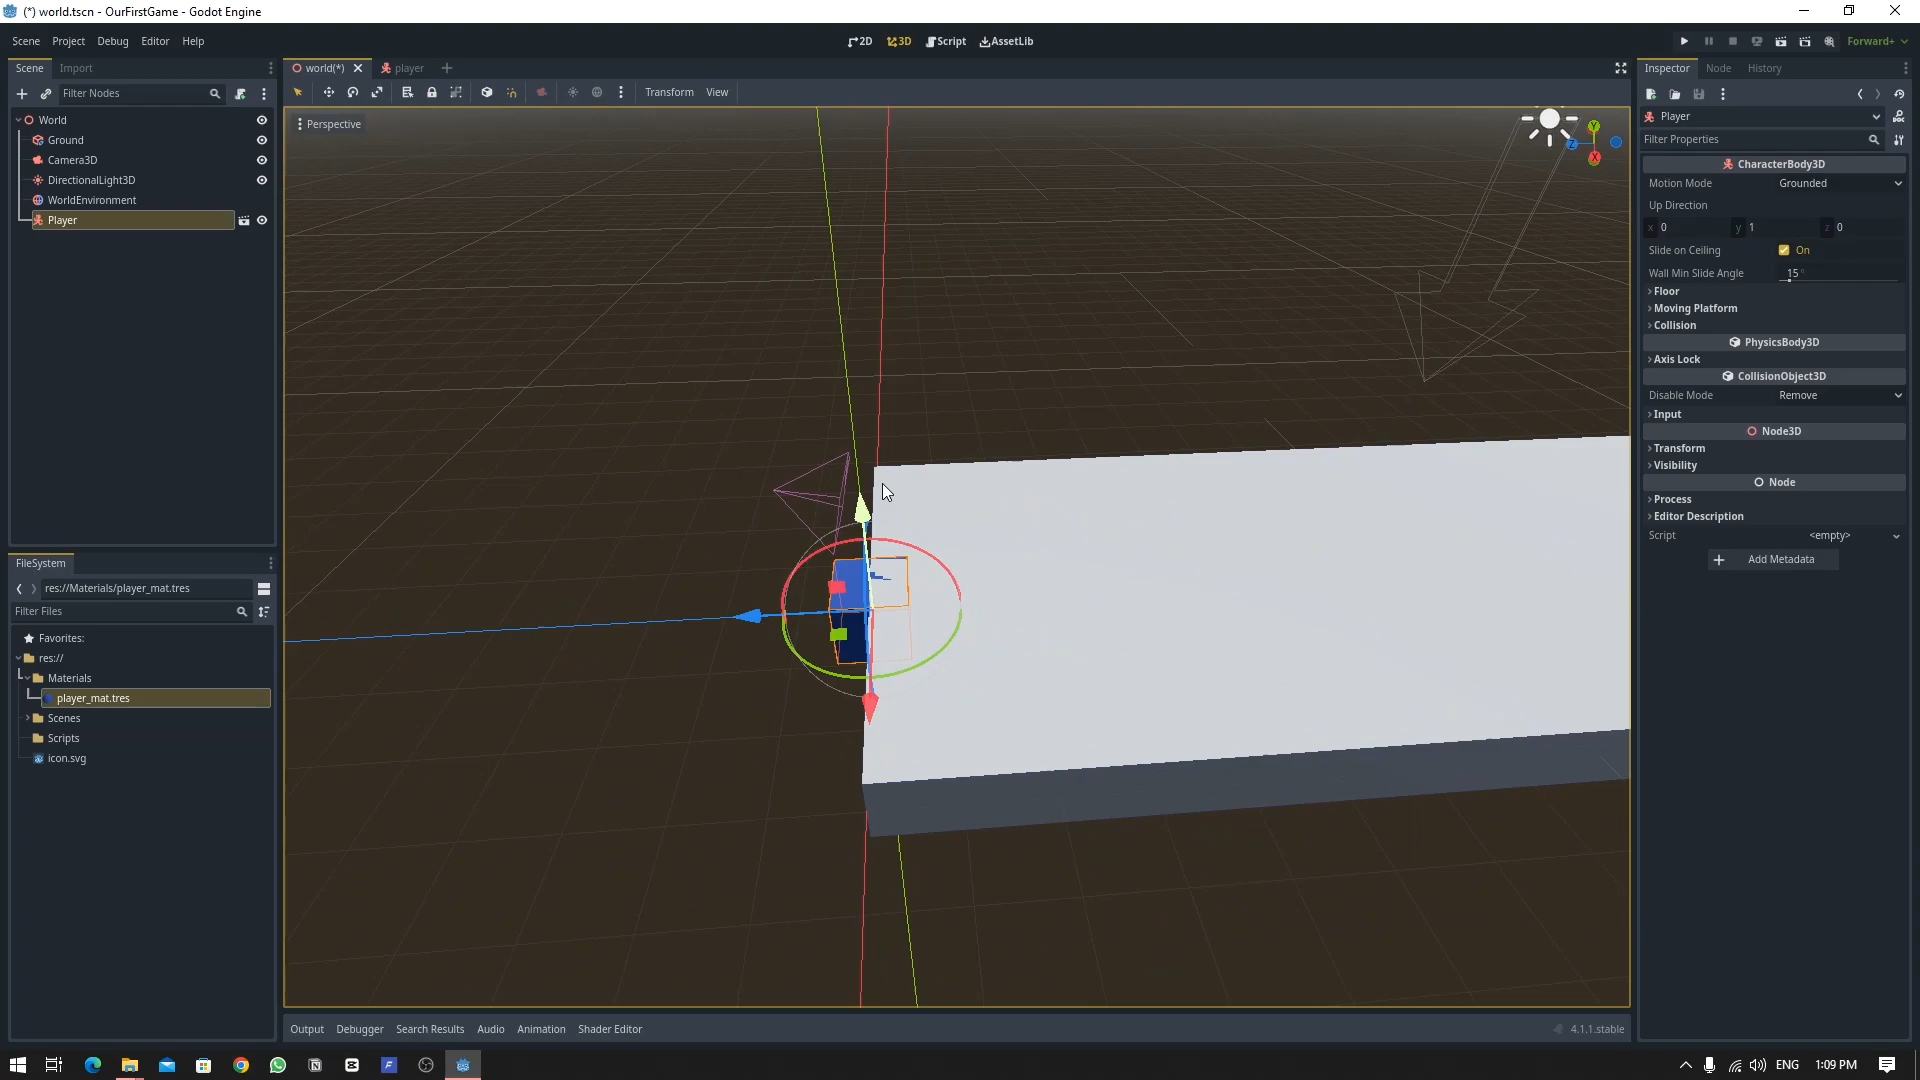 (*) world.tscn - OurFirstGame - Godot Engine
Scene Project Debug Editor Help
2D 3D Script AssetLib
Forward+
Scene Import
world(*) player
Inspector Node History
Filter Nodes
Transform View
Perspective
Y
Z
X
World
Ground
Camera3D
DirectionalLight3D
WorldEnvironment
Player
FileSystem
res://Materials/player_mat.tres
Filter Files
Favorites:
res://
Materials
player_mat.tres
Scenes
Scripts
icon.svg
Player
Filter Properties
CharacterBody3D
Motion Mode Grounded
Up Direction
x 0 y 1 z 0
Slide on Ceiling On
Wall Min Slide Angle 15 °
Floor
Moving Platform
Collision
PhysicsBody3D
Axis Lock
CollisionObject3D
Disable Mode Remove
Input
Node3D
Transform
Visibility
Node
Process
Editor Description
Script <empty>
Add Metadata
Output Debugger Search Results Audio Animation Shader Editor
4.1.1.stable
ENG 1:09 PM